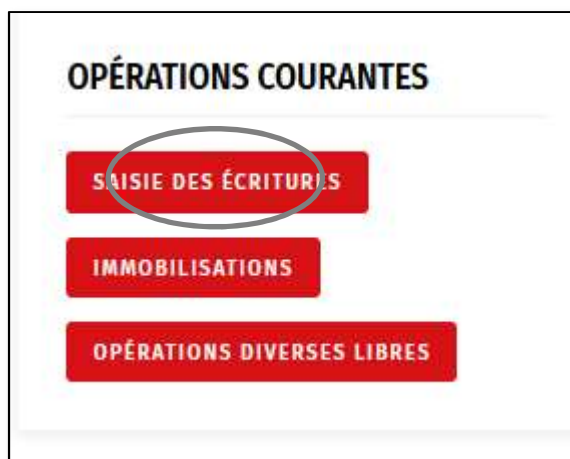 OPÉRATIONS COURANTES
SAISIE DES ÉCRITURES
IMMOBILISATIONS
OPÉRATIONS DIVERSES LIBRES